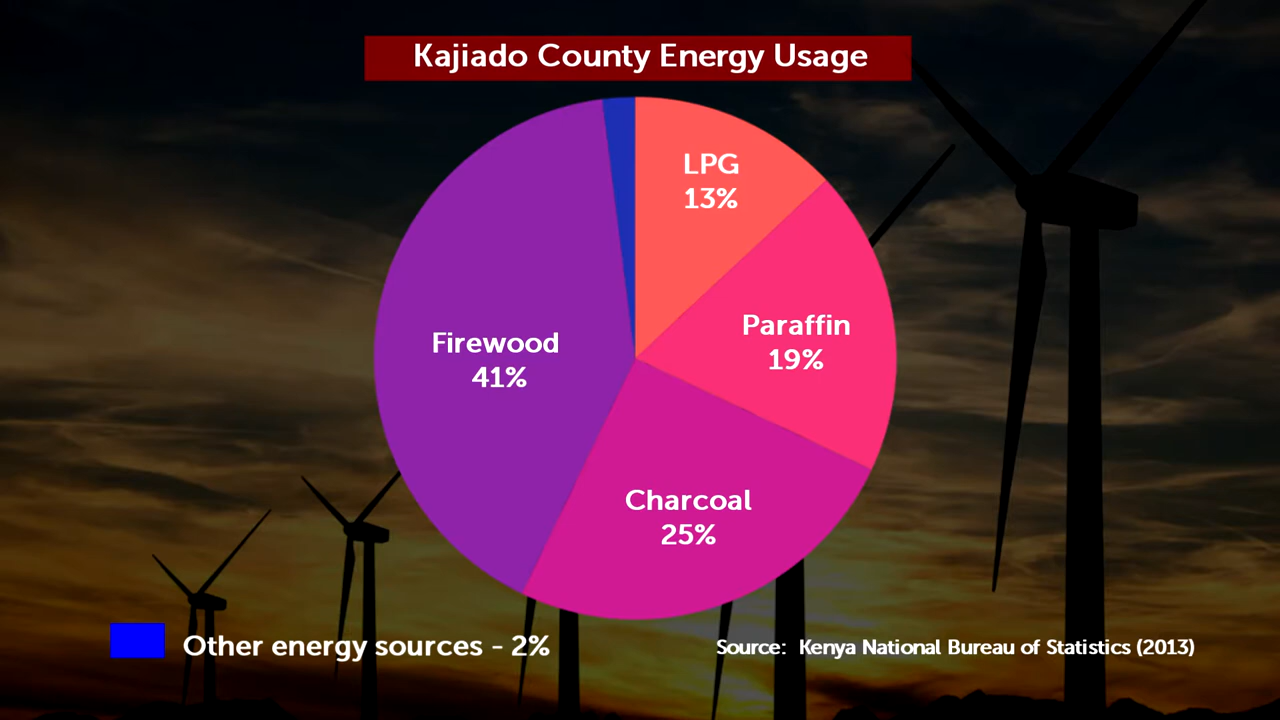 Kajiado County Energy Usage
LPG
13%
Paraffin
19%
Firewood
41%
Charcoal
25%
Other energy sources - 2%
Source: Kenya National Bureau of Statistics (2013)